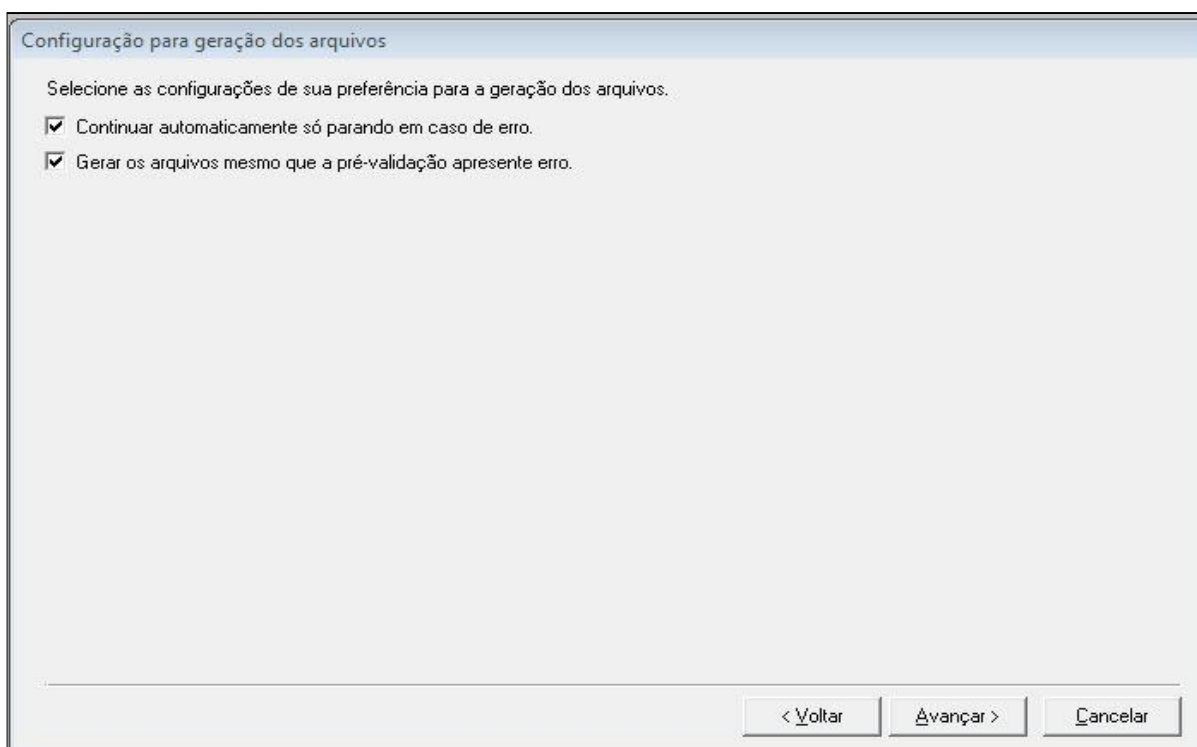 Configuração para geração dos arquivos
Selecione as configurações de sua preferência para a geração dos arquivos.
Continuar automaticamente só parando em caso de erro.
Gerar os arquivos mesmo que a pré-validação apresente erro.
< Voltar
Avançar >
Cancelar